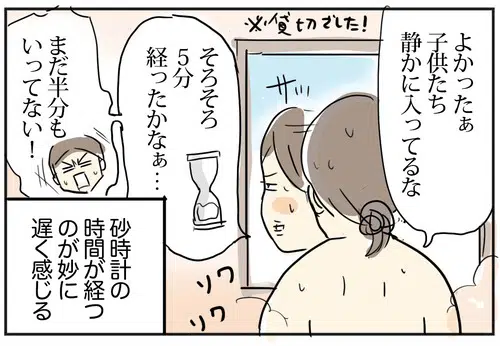 ※貸切でした!
よかったぁ
子供たち
静かに入ってるな
サッ
そろそろ
5分
経ったかなぁ…
まだ半分も
いってない!
ソワ
ソワ
砂時計の
時間が経つ
のが妙に
遅く感じる